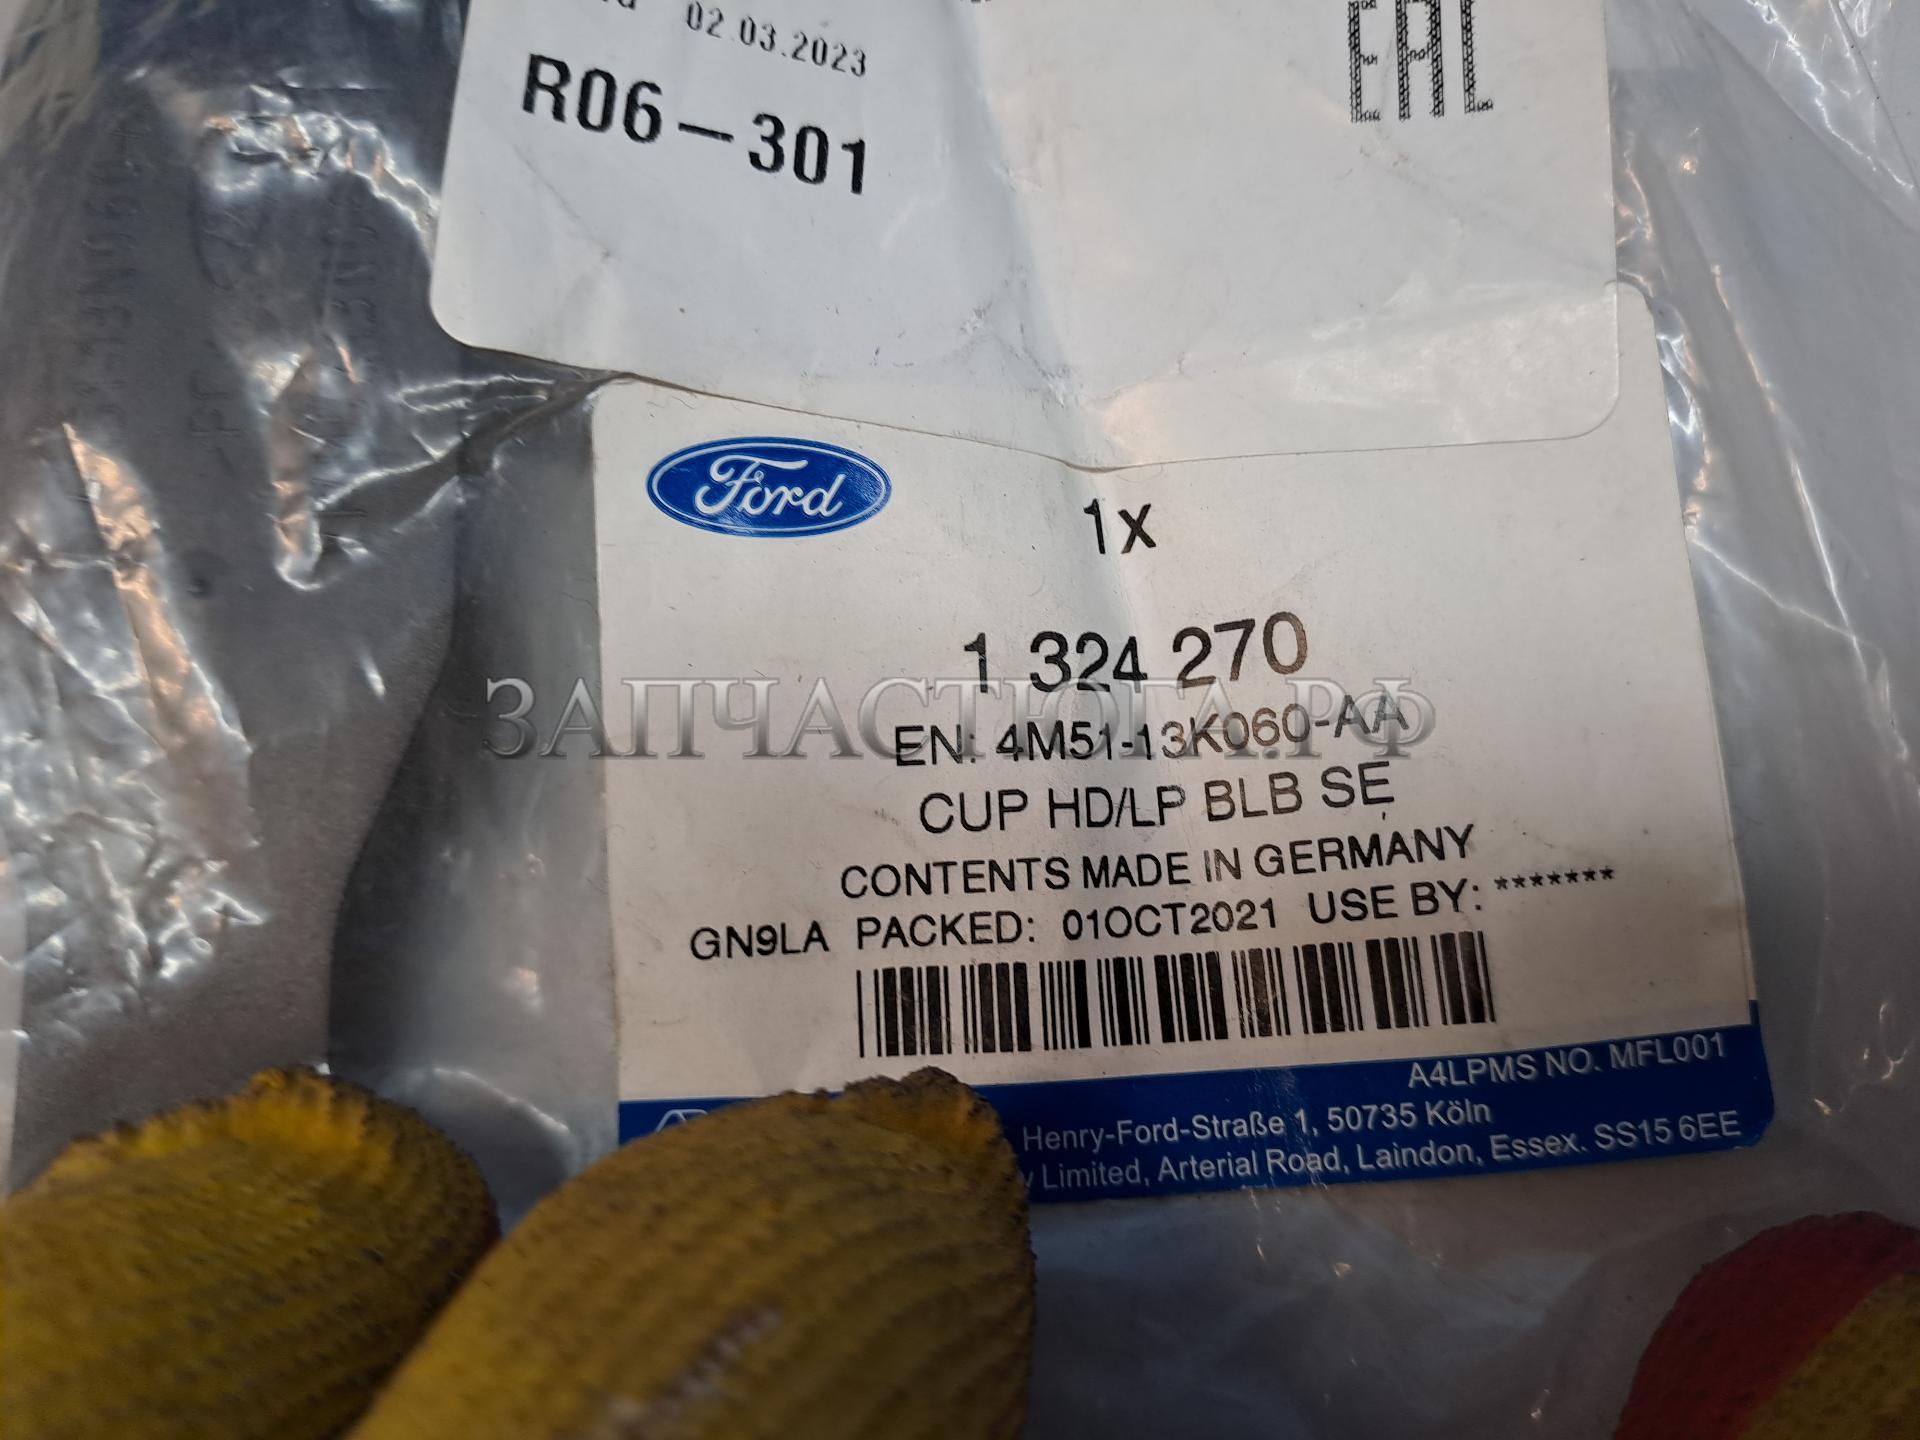 02.03.2023
R06-301
EAC
Ford
1x
1 324 270
ЗАПЧАСТЮГА.РФ
EN: 4M51-13K060-AA
CUP HD/LP BLB SE
CONTENTS MADE IN GERMANY
GN9LA PACKED: 01OCT2021 USE BY: *******
A4LPMS NO. MFL001
Henry-Ford-Straße 1, 50735 Köln
Limited, Arterial Road, Laindon, Essex. SS15 6EE